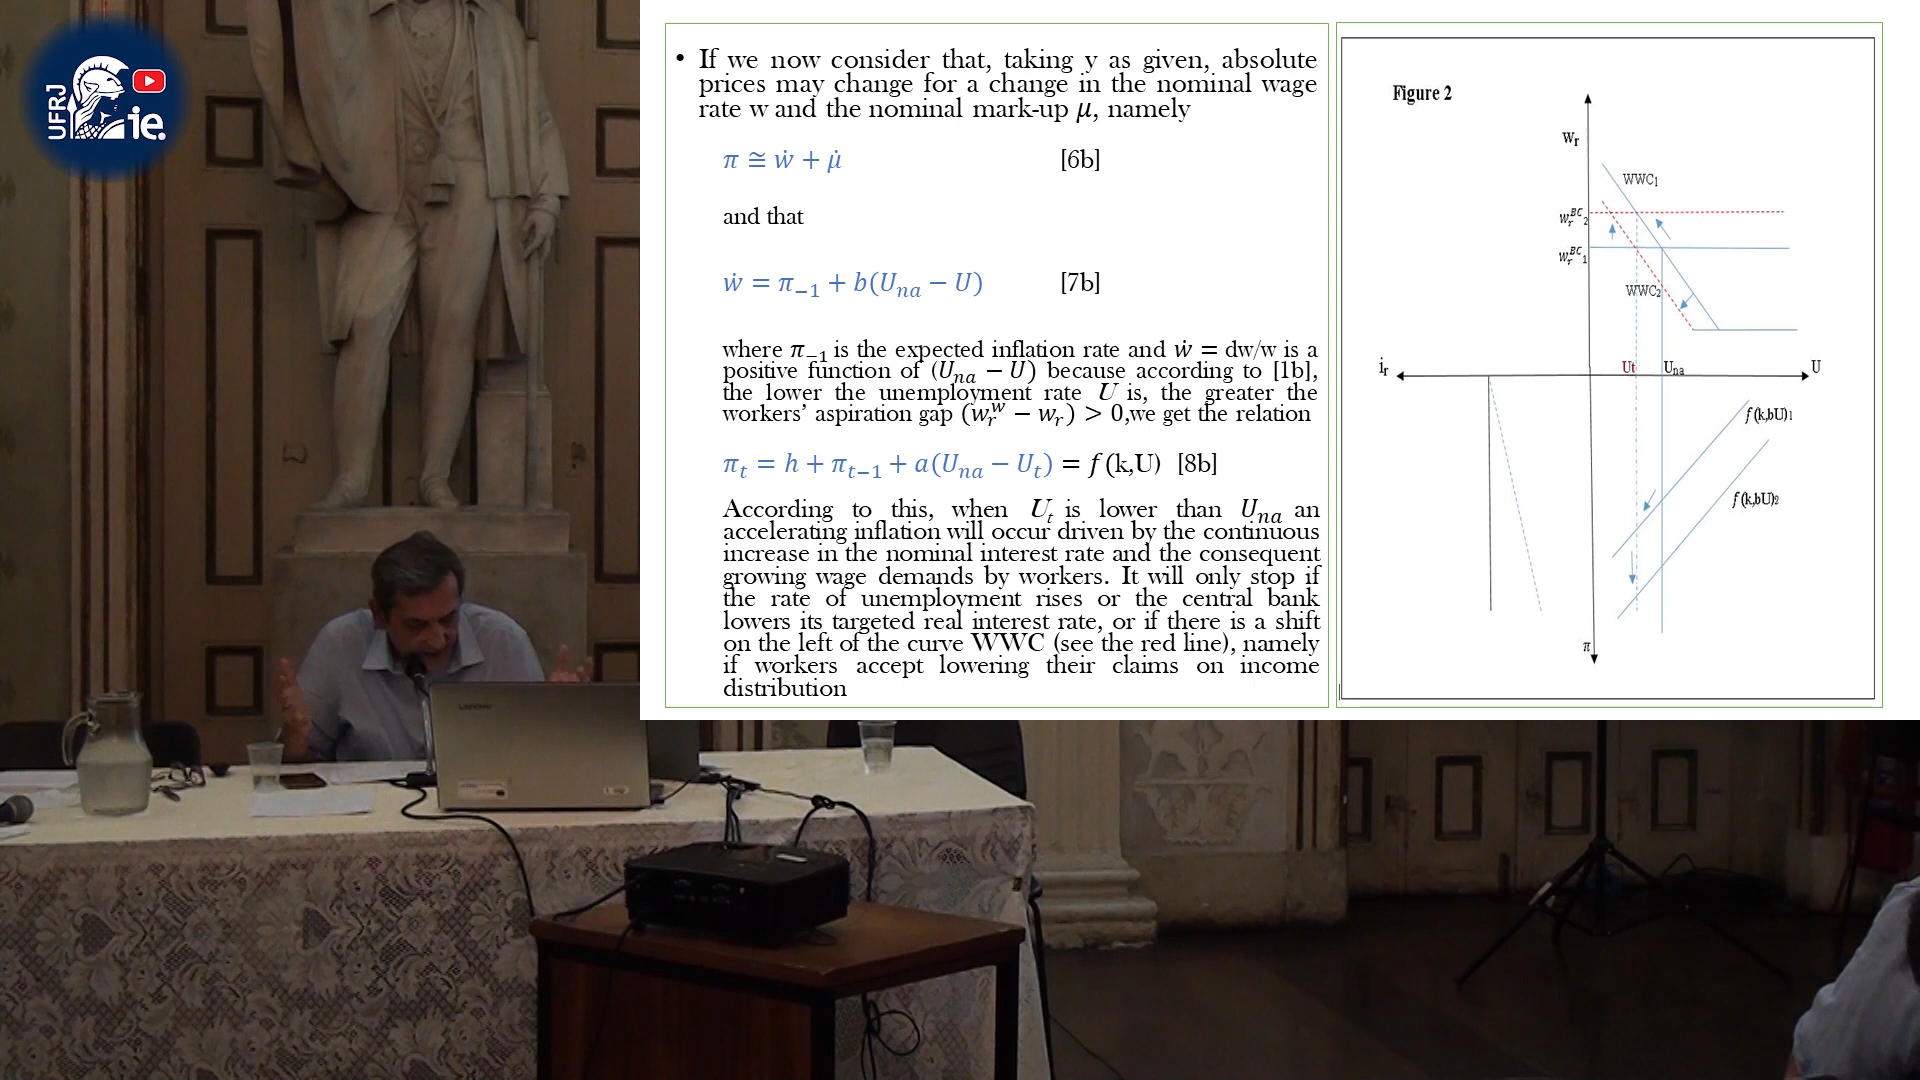 UFRJ
ie.
• If we now consider that, taking y as given, absolute
prices may change for a change in the nominal wage
rate w and the nominal mark-up μ, namely
π ≅ ẇ + μ̇ [6b]
and that
ẇ = π₋₁ + b(Uₙₐ − U) [7b]
where π₋₁ is the expected inflation rate and ẇ = dw/w is a
positive function of (Uₙₐ − U) because according to [1b],
the lower the unemployment rate U is, the greater the
workers’ aspiration gap (wᵣʷ − wᵣ) > 0,we get the relation
πₜ = h + πₜ₋₁ + a(Uₙₐ − Uₜ) = f (k,U) [8b]
According to this, when Uₜ is lower than Uₙₐ an
accelerating inflation will occur driven by the continuous
increase in the nominal interest rate and the consequent
growing wage demands by workers. It will only stop if
the rate of unemployment rises or the central bank
lowers its targeted real interest rate, or if there is a shift
on the left of the curve WWC (see the red line), namely
if workers accept lowering their claims on income
distribution
Figure 2
wᵣ
WWC₁
wᵣᴮᶜ₂
wᵣᴮᶜ₁
WWC₂
iᵣ
Ut
Uₙₐ
U
f (k,bU)₁
f (k,bU)₂
π
Lenovo